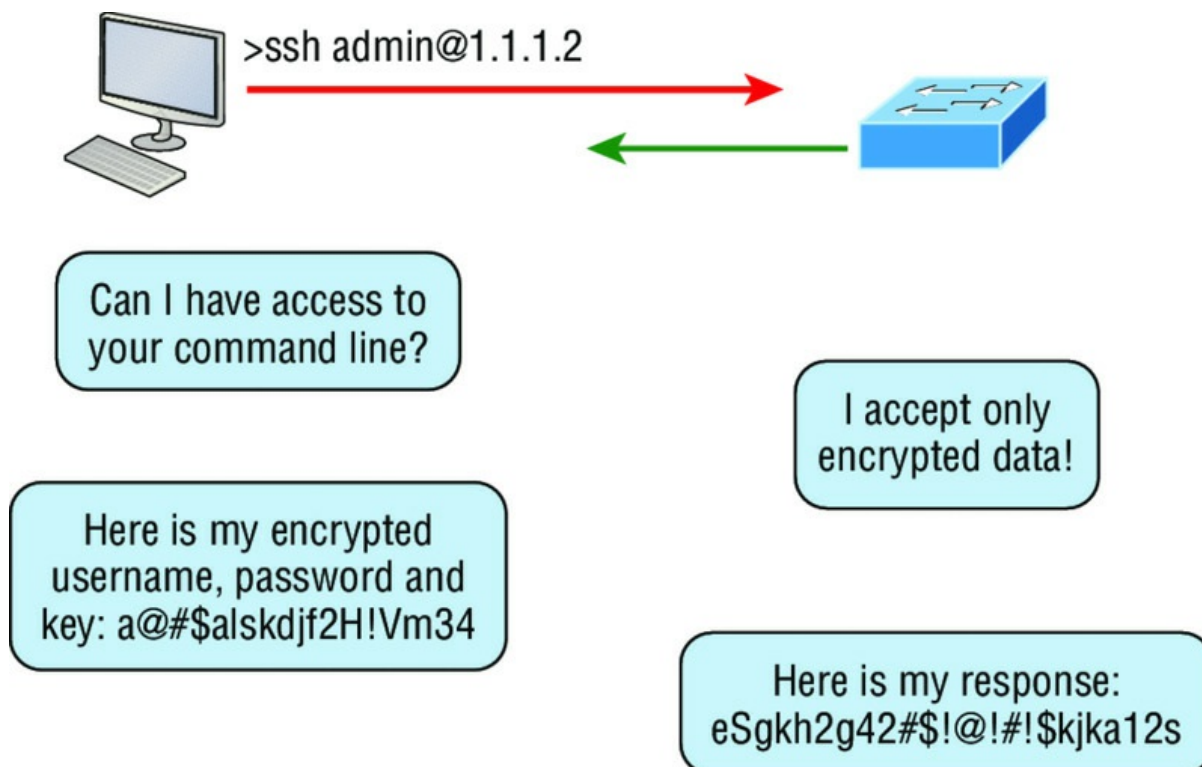 >ssh admin@1.1.1.2
Can I have access to
your command line?
I accept only
encrypted data!
Here is my encrypted
username, password and
key: a@#$alskdjf2H!Vm34
Here is my response:
eSgkh2g42#$!@!#!$kjka12s